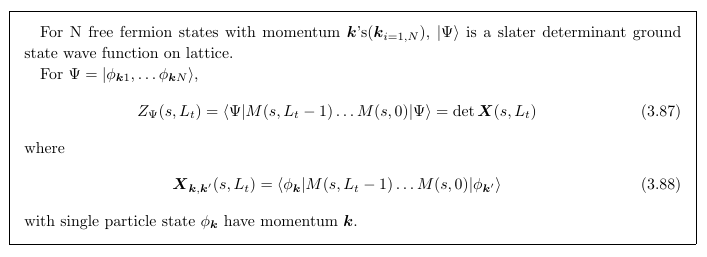 For N free fermion states with momentum k's(k_{i=1,N}), |Ψ⟩ is a slater determinant ground
state wave function on lattice.
For Ψ = |ϕ_{k1}, … ϕ_{kN}⟩,
Z_Ψ(s, L_t) = ⟨Ψ|M(s, L_t − 1) … M(s, 0)|Ψ⟩ = det X(s, L_t) (3.87)
where
X_{k,k′}(s, L_t) = ⟨ϕ_k|M(s, L_t − 1) … M(s, 0)|ϕ_{k′}⟩ (3.88)
with single particle state ϕ_k have momentum k.